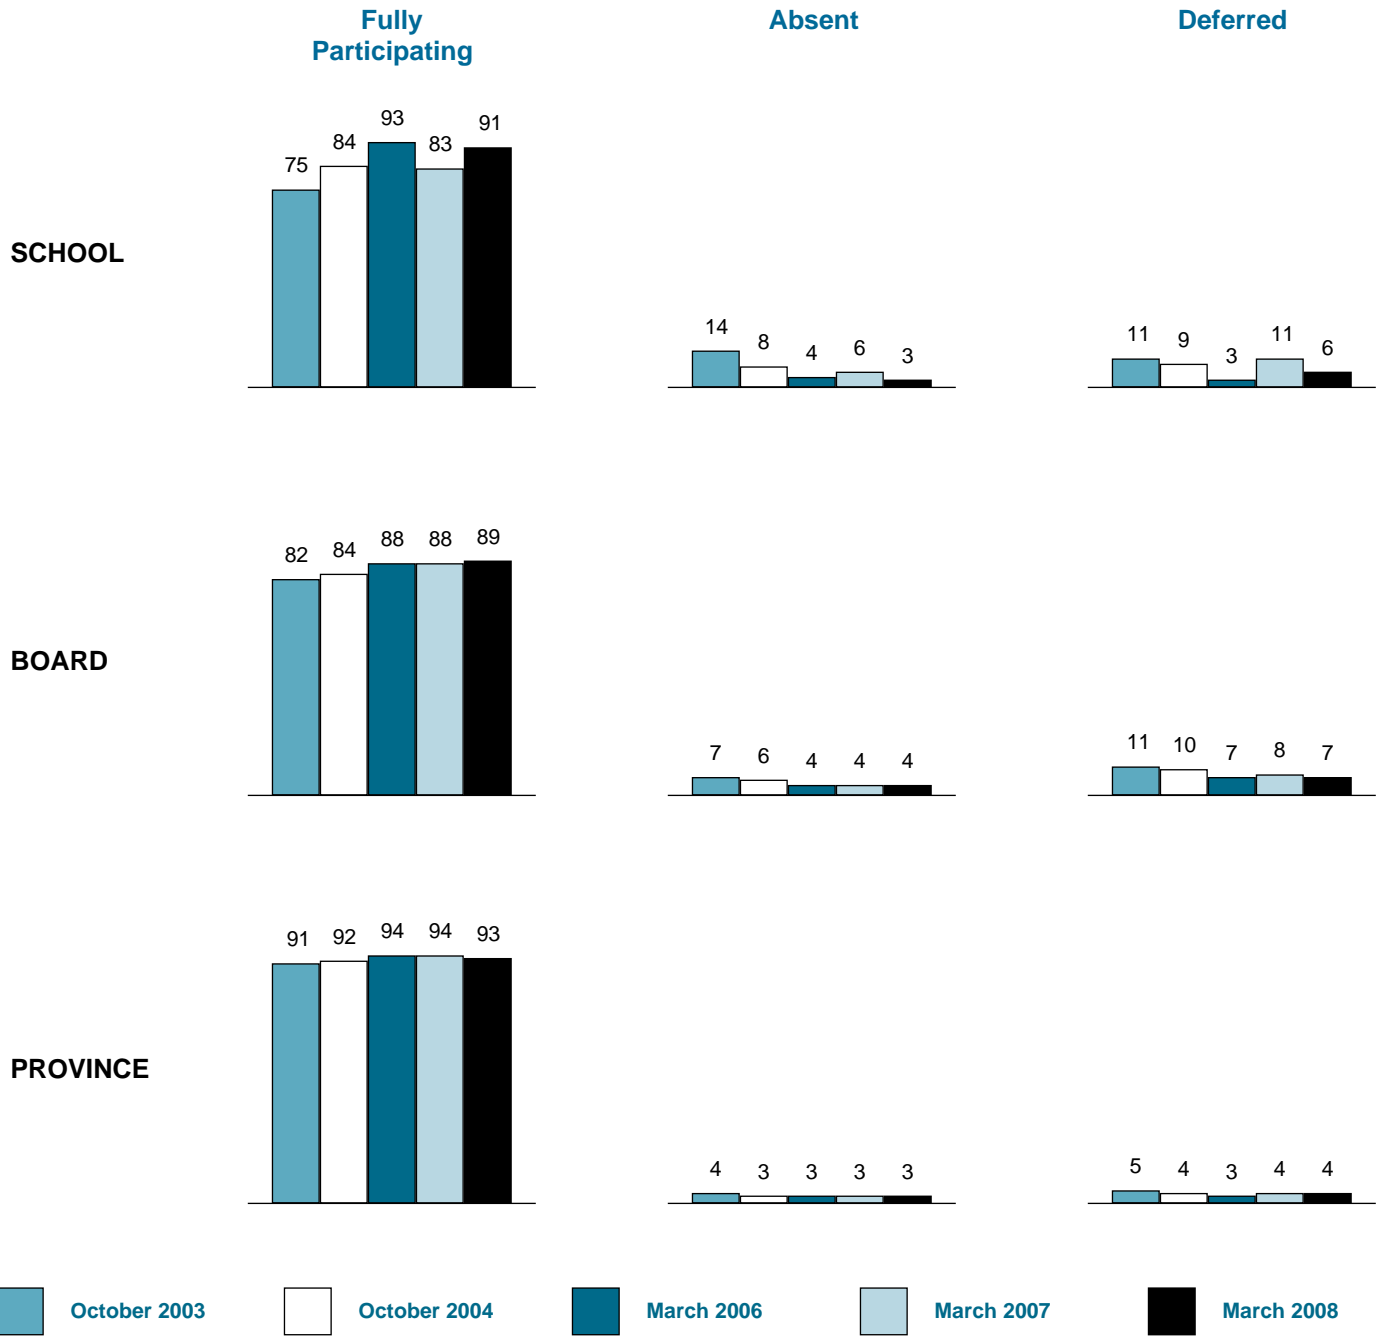 Fully
Participating
Absent
Deferred
SCHOOL
75 84 93 83 91
14 8 4 6 3
11 9 3 11 6
BOARD
82 84 88 88 89
7 6 4 4 4
11 10 7 8 7
PROVINCE
91 92 94 94 93
4 3 3 3 3
5 4 3 4 4
October 2003 October 2004 March 2006 March 2007 March 2008